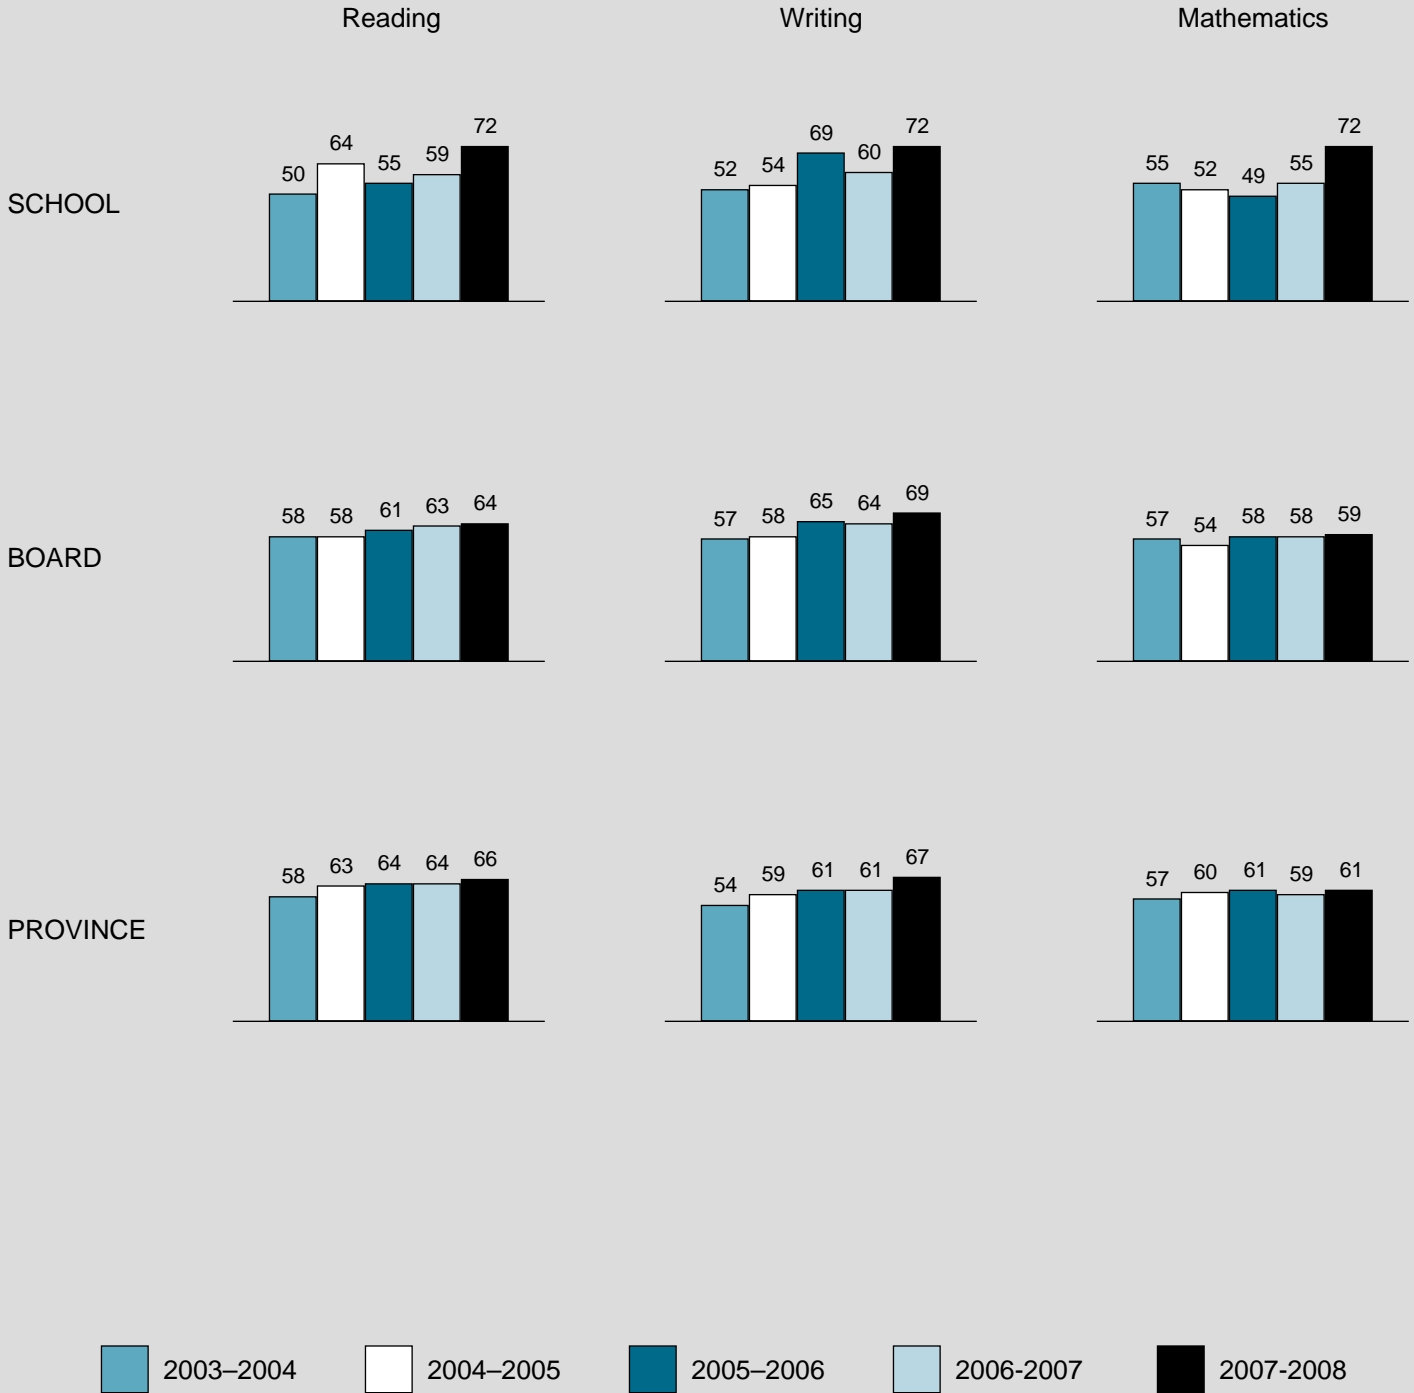 Reading Writing Mathematics
SCHOOL
50 64 55 59 72
52 54 69 60 72
55 52 49 55 72
BOARD
58 58 61 63 64
57 58 65 64 69
57 54 58 58 59
PROVINCE
58 63 64 64 66
54 59 61 61 67
57 60 61 59 61
2003–2004 2004–2005 2005–2006 2006-2007 2007-2008